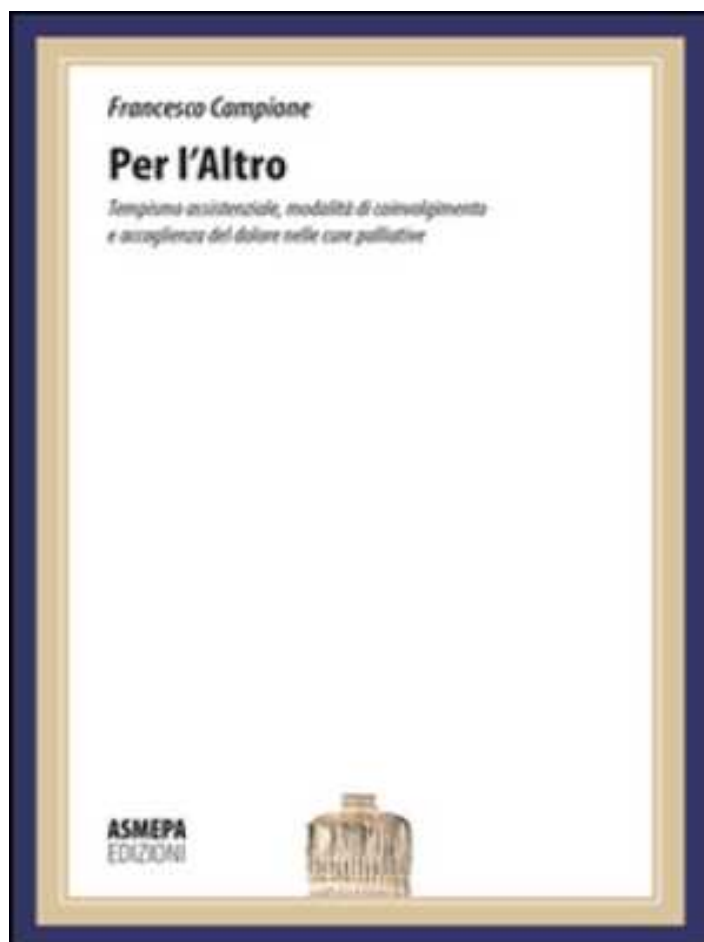 Francesco Campione
Per l'Altro
Tempismo assistenziale, modalità di coinvolgimento
e accoglienza del dolore nelle cure palliative
ASMEPA
EDIZIONI